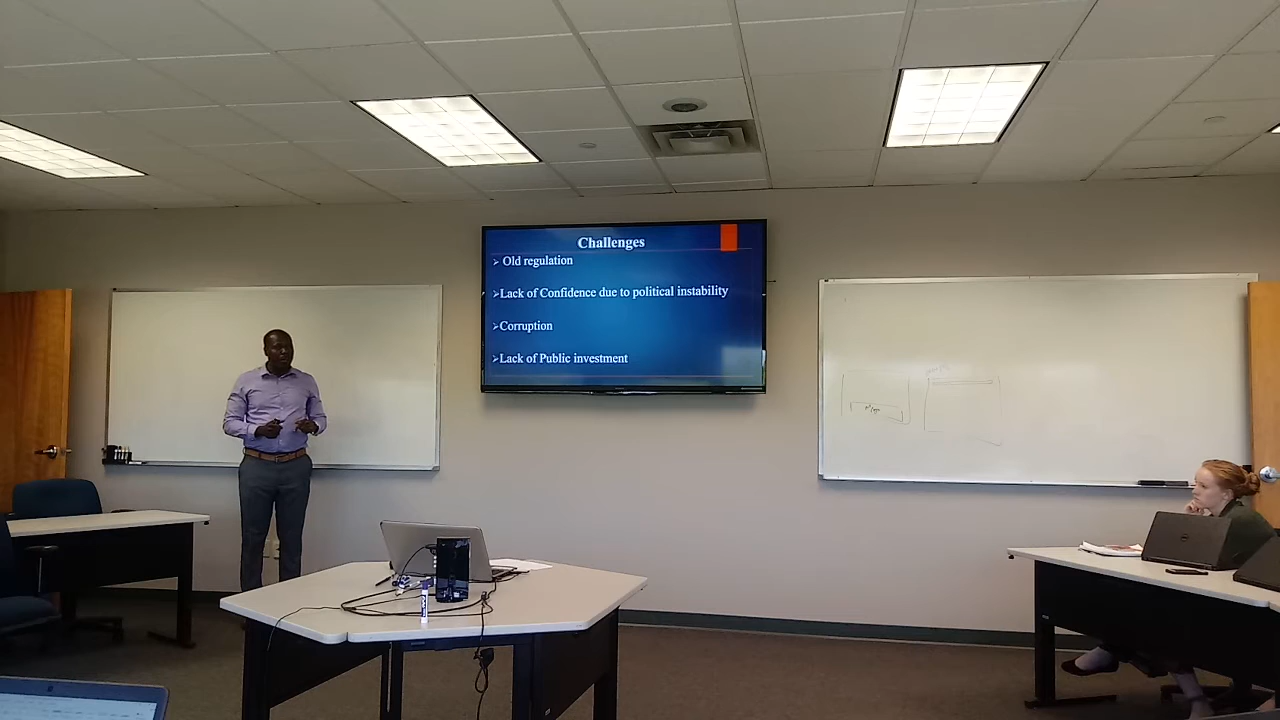 Challenges
➢ Old regulation
➢Lack of Confidence due to political instability
➢Corruption
➢Lack of Public investment